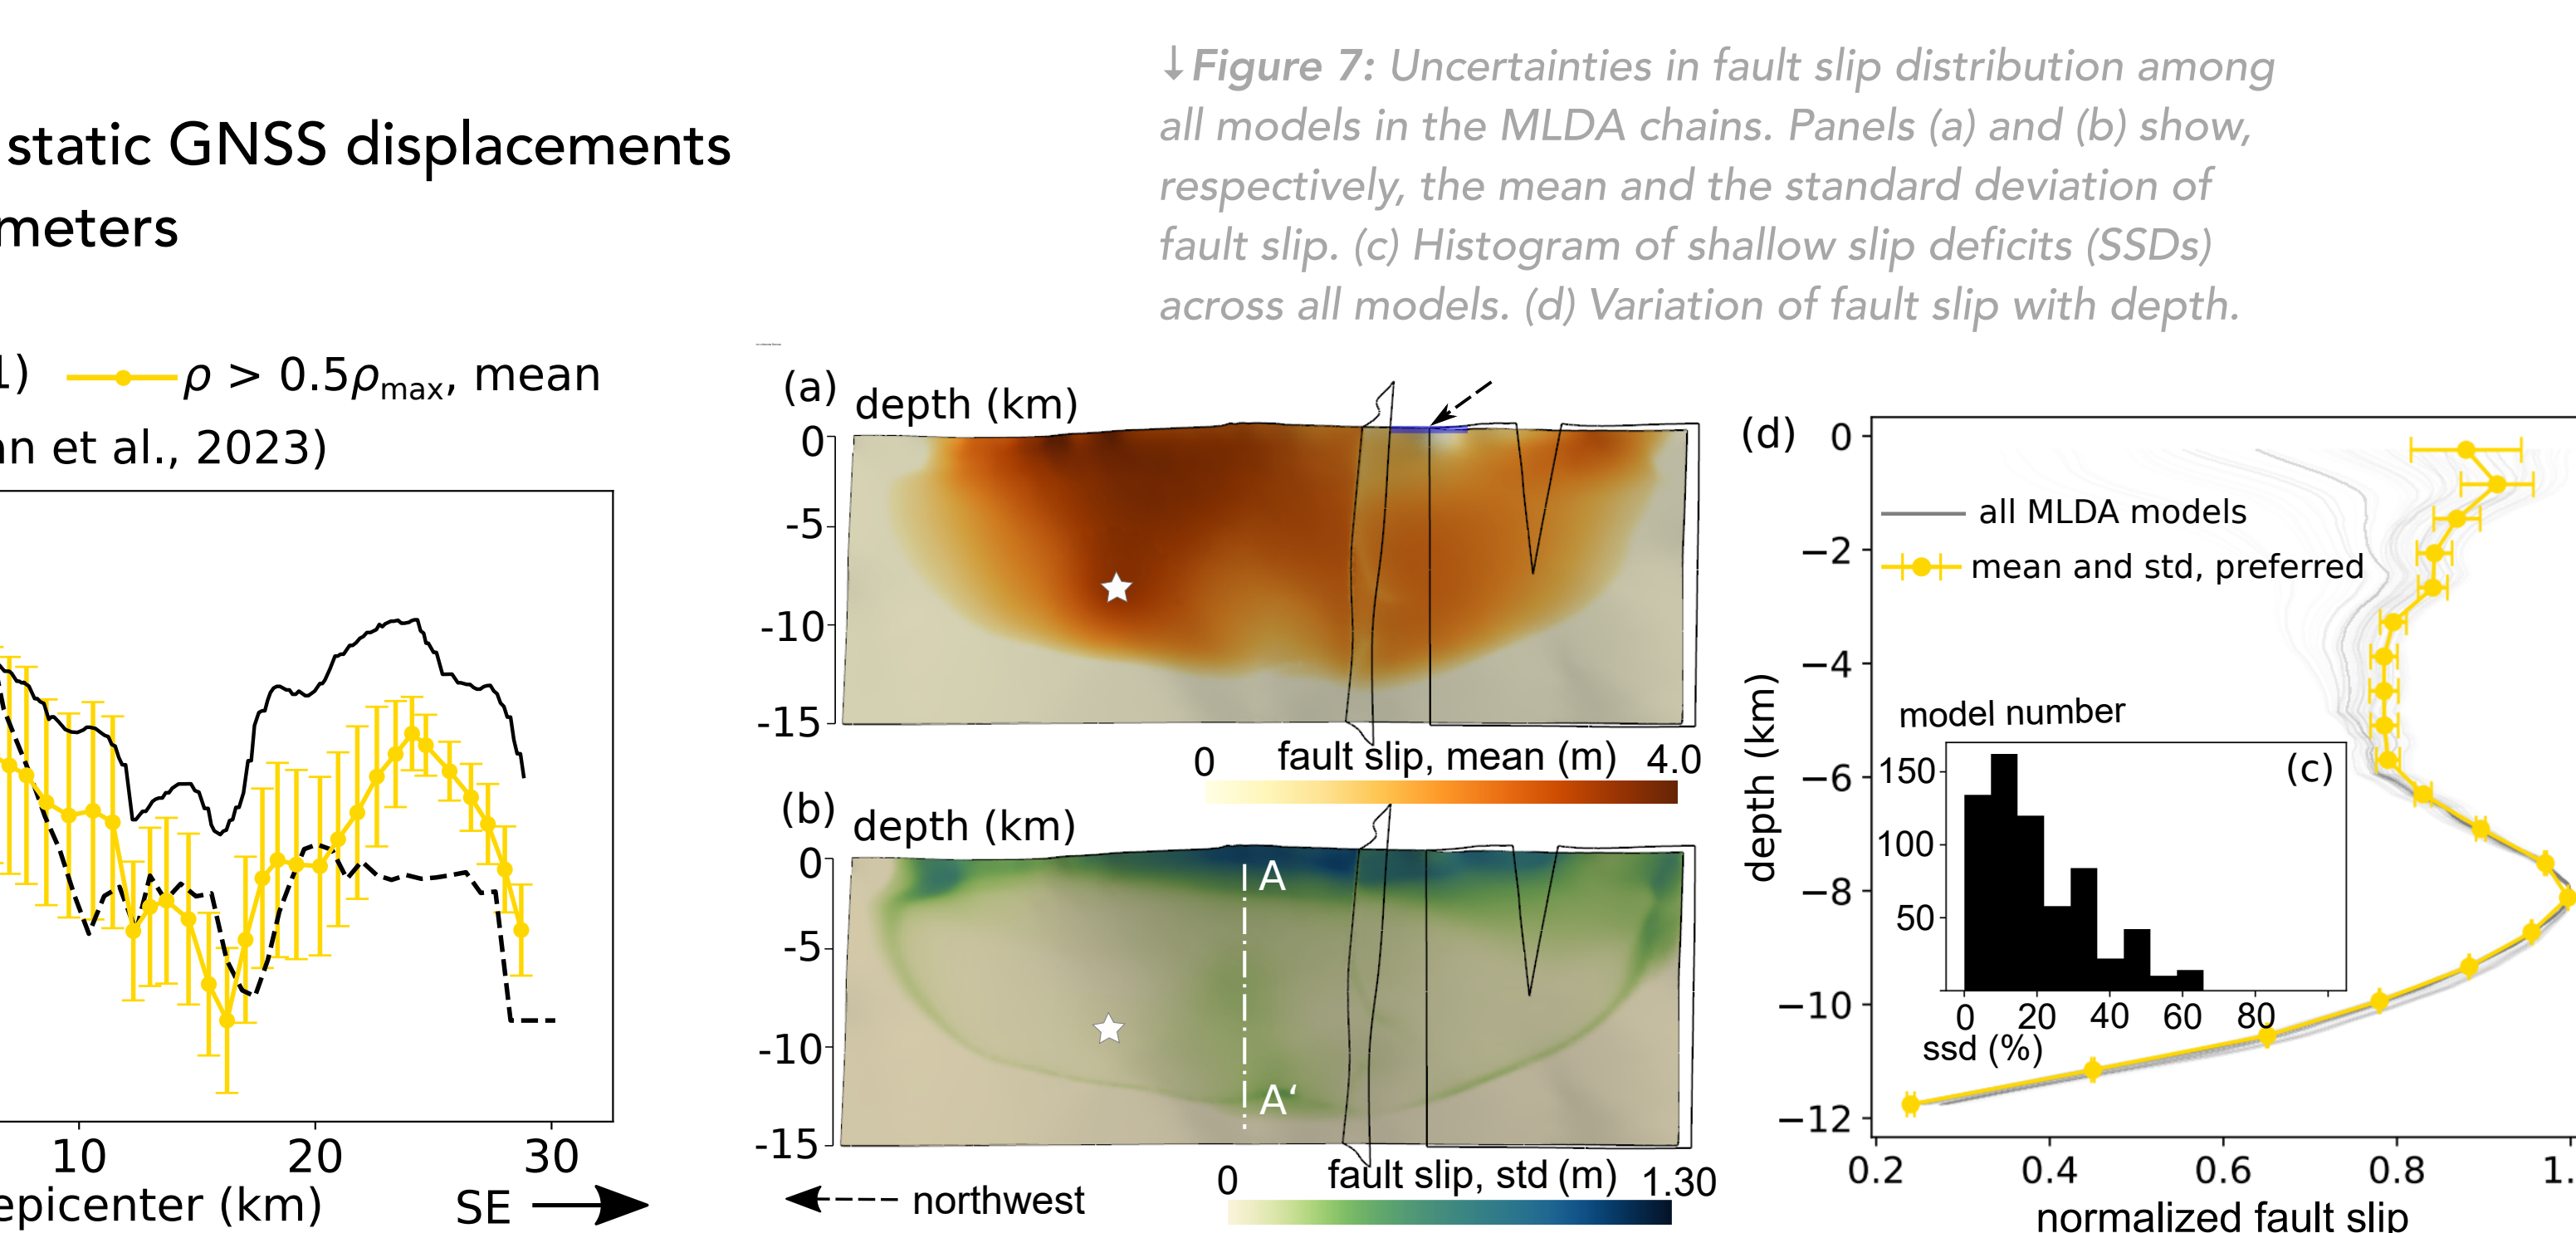 ↓Figure 7: Uncertainties in fault slip distribution among
all models in the MLDA chains. Panels (a) and (b) show,
respectively, the mean and the standard deviation of
fault slip. (c) Histogram of shallow slip deficits (SSDs)
across all models. (d) Variation of fault slip with depth.
static GNSS displacements
meters
1) ρ > 0.5ρmax, mean
et al., 2023)
10 20 30
epicenter (km) SE
(a) depth (km)
0
-5
-10
-15
0 fault slip, mean (m) 4.0
(b) depth (km)
0
-5
-10
-15
A
A‘
northwest
0 fault slip, std (m) 1.30
(d)
depth (km)
0
−2
−4
−6
−8
−10
−12
all MLDA models
mean and std, preferred
model number
(c)
150
100
50
0 20 40 60 80
ssd (%)
0.2 0.4 0.6 0.8 1.
normalized fault slip